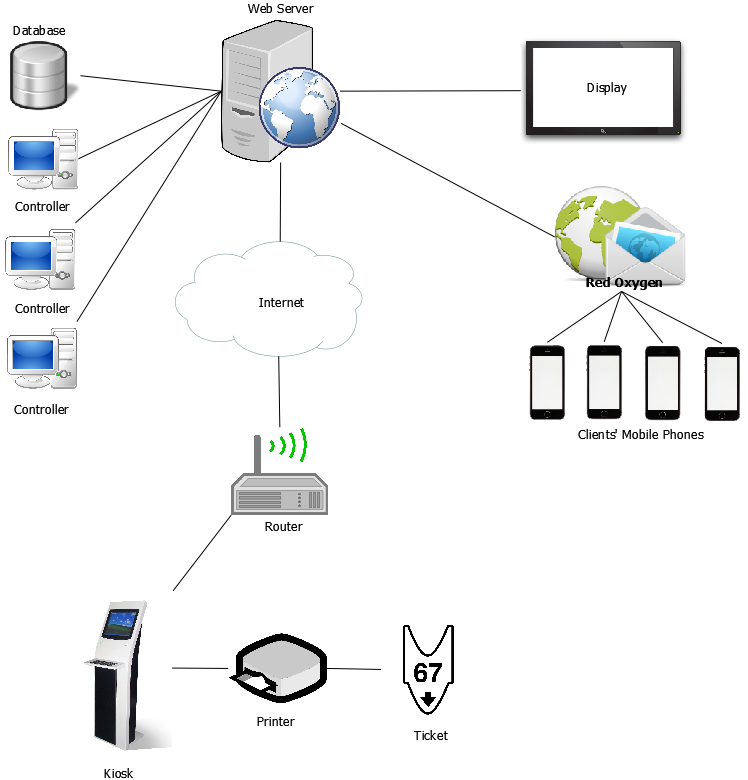 Web Server
Database
Display
Controller
Red Oxygen
Controller
Internet
Controller
Clients' Mobile Phones
Router
67
Printer
Ticket
Kiosk